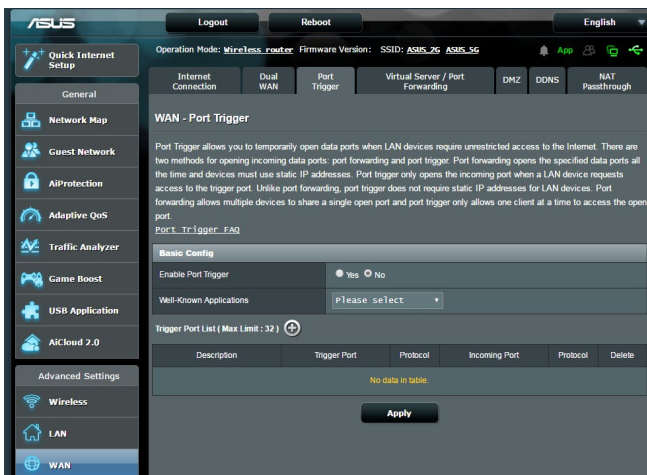 ASUS
Logout
Reboot
English
Quick Internet
Setup
Operation Mode: Wireless router Firmware Version: SSID: ASUS_2G ASUS_5G
App
Internet
Connection
Dual
WAN
Port
Trigger
Virtual Server / Port
Forwarding
DMZ
DDNS
NAT
Passthrough
General
Network Map
Guest Network
AiProtection
Adaptive QoS
Traffic Analyzer
Game Boost
USB Application
AiCloud 2.0
Advanced Settings
Wireless
LAN
WAN
WAN - Port Trigger
Port Trigger allows you to temporarily open data ports when LAN devices require unrestricted access to the Internet. There are
two methods for opening incoming data ports: port forwarding and port trigger. Port forwarding opens the specified data ports all
the time and devices must use static IP addresses. Port trigger only opens the incoming port when a LAN device requests
access to the trigger port. Unlike port forwarding, port trigger does not require static IP addresses for LAN devices. Port
forwarding allows multiple devices to share a single open port and port trigger only allows one client at a time to access the open
port.
Port Trigger FAQ
Basic Config
Enable Port Trigger
Yes No
Well-Known Applications
Please select
Trigger Port List ( Max Limit : 32 )
Description Trigger Port Protocol Incoming Port Protocol Delete
No data in table.
Apply